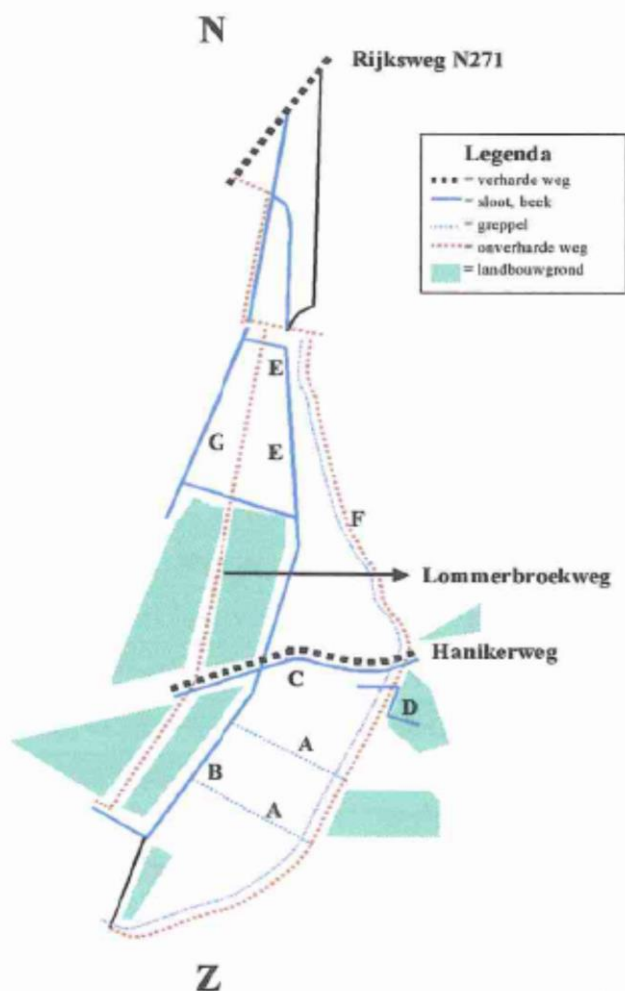 N
Rijksweg N271
Legenda
= verharde weg
= sloot, beek
= greppel
= onverharde weg
= landbouwgrond
E
G
E
F
Lommerbroekweg
Hanikerweg
C
D
A
B
A
Z